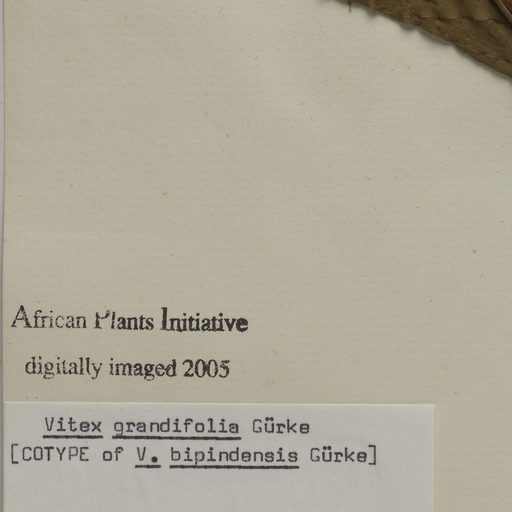 African Plants Initiative
digitally imaged 2005
Vitex grandifolia Gürke
[COTYPE of V. bipindensis Gürke]